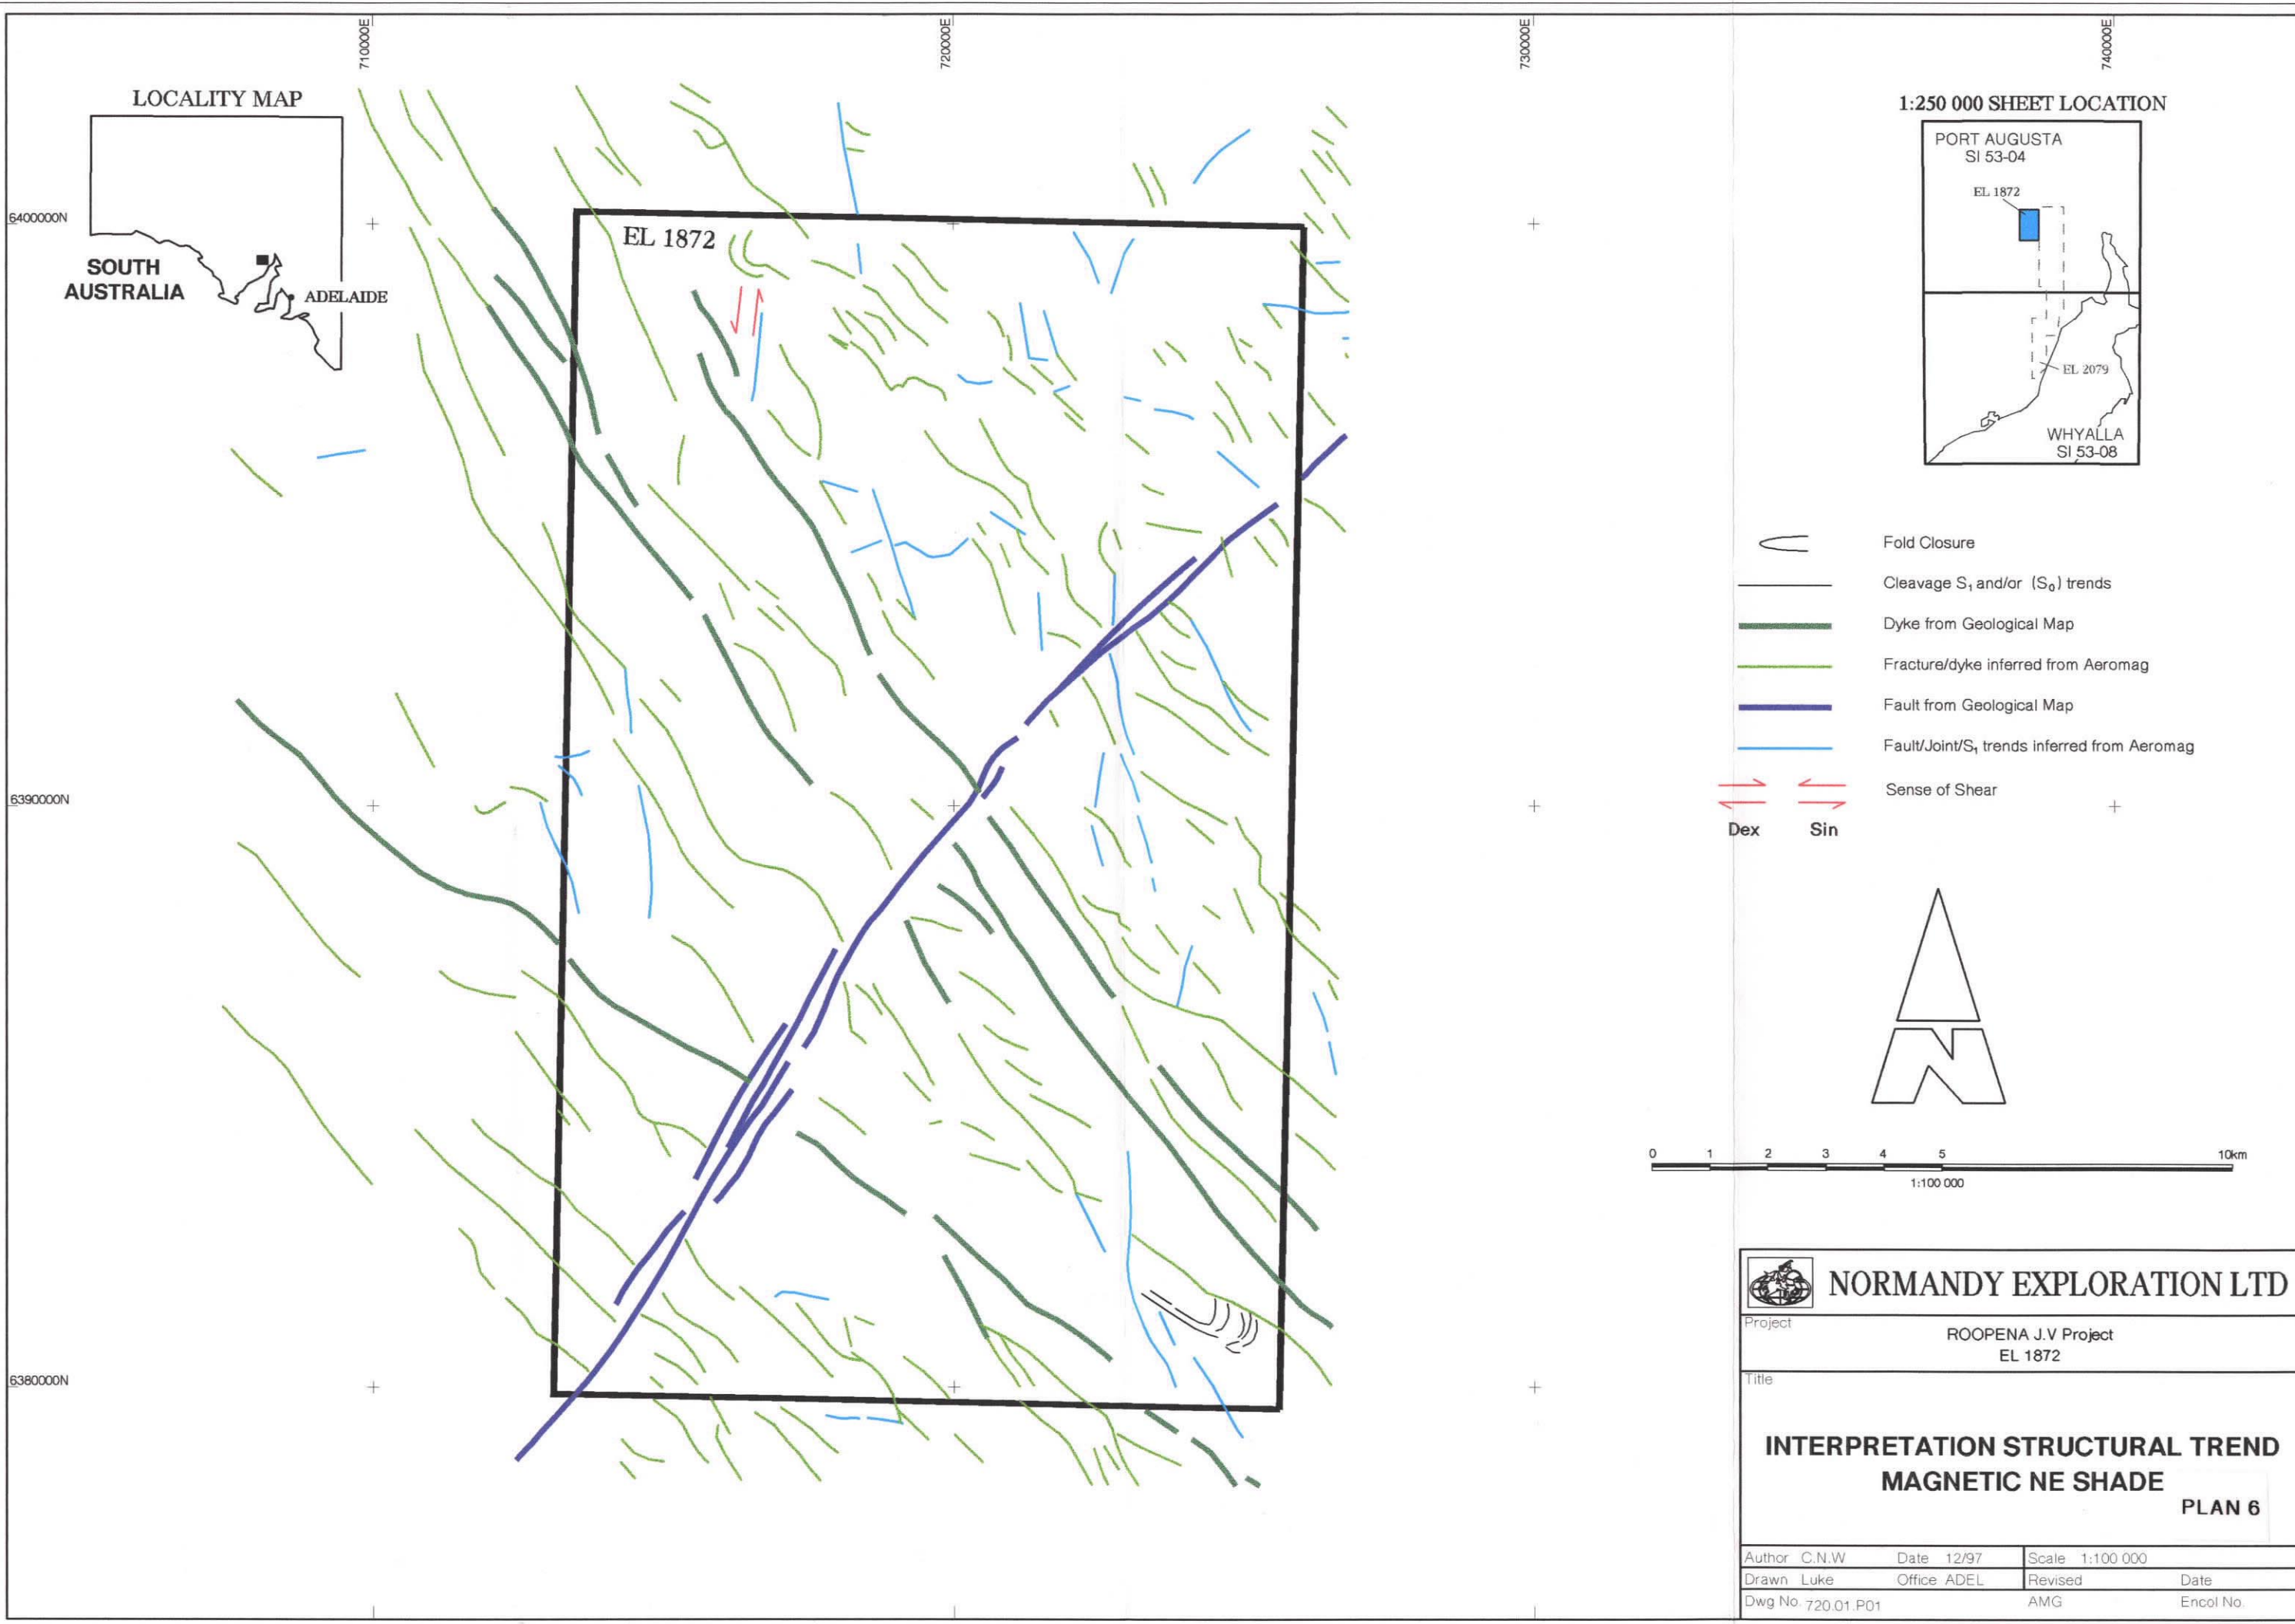 710000E
720000E
730000E
740000E
LOCALITY MAP
SOUTH
AUSTRALIA
ADELAIDE
6400000N
6390000N
6380000N
EL 1872
1:250 000 SHEET LOCATION
PORT AUGUSTA
SI 53-04
EL 1872
EL 2079
WHYALLA
SI 53-08
Fold Closure
Cleavage S₁ and/or (S₀) trends
Dyke from Geological Map
Fracture/dyke inferred from Aeromag
Fault from Geological Map
Fault/Joint/S₁ trends inferred from Aeromag
Sense of Shear
Dex Sin
N
0 1 2 3 4 5 10km
1:100 000
NORMANDY EXPLORATION LTD
Project
ROOPENA J.V Project
EL 1872
Title
INTERPRETATION STRUCTURAL TREND
MAGNETIC NE SHADE
PLAN 6
Author C.N.W Date 12/97 Scale 1:100 000
Drawn Luke Office ADEL Revised Date
Dwg No. 720.01.P01 AMG Encol No.